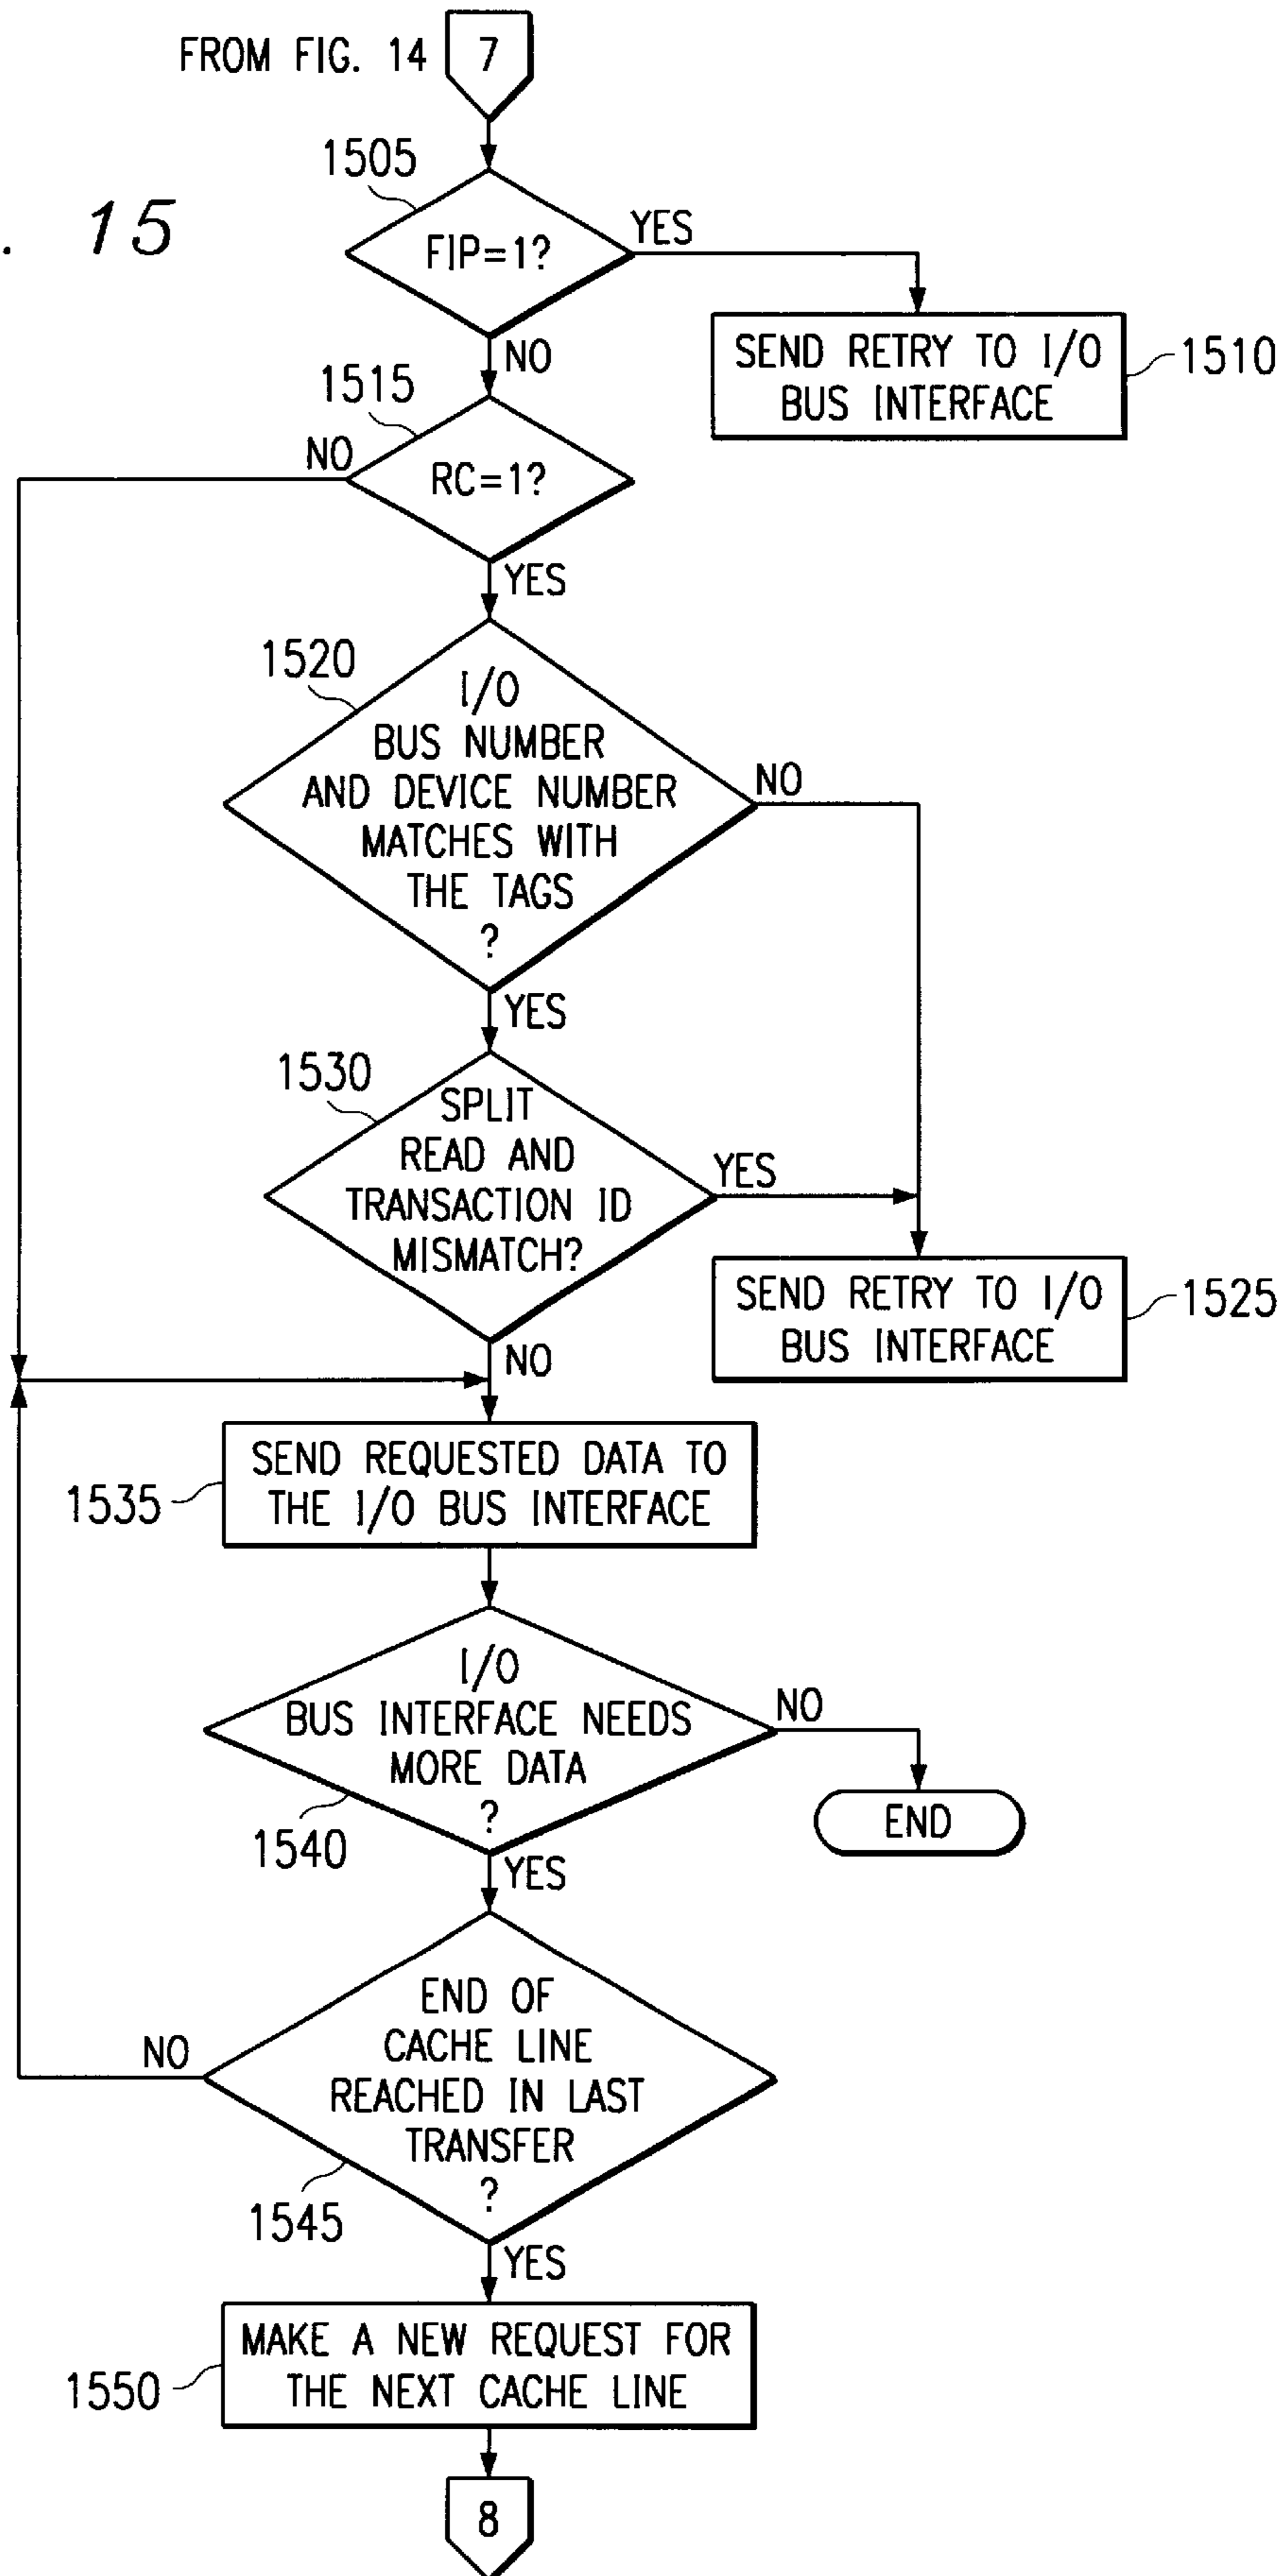 FROM FIG. 14
7
. 15
1505
FIP=1?
YES
NO
SEND RETRY TO I/O
BUS INTERFACE
1510
1515
RC=1?
NO
YES
1520
I/O
BUS NUMBER
AND DEVICE NUMBER
MATCHES WITH
THE TAGS
?
NO
YES
1530
SPLIT
READ AND
TRANSACTION ID
MISMATCH?
YES
NO
SEND RETRY TO I/O
BUS INTERFACE
1525
SEND REQUESTED DATA TO
THE I/O BUS INTERFACE
1535
I/O
BUS INTERFACE NEEDS
MORE DATA
?
1540
NO
END
YES
END OF
CACHE LINE
REACHED IN LAST
TRANSFER
?
1545
NO
YES
MAKE A NEW REQUEST FOR
THE NEXT CACHE LINE
1550
8